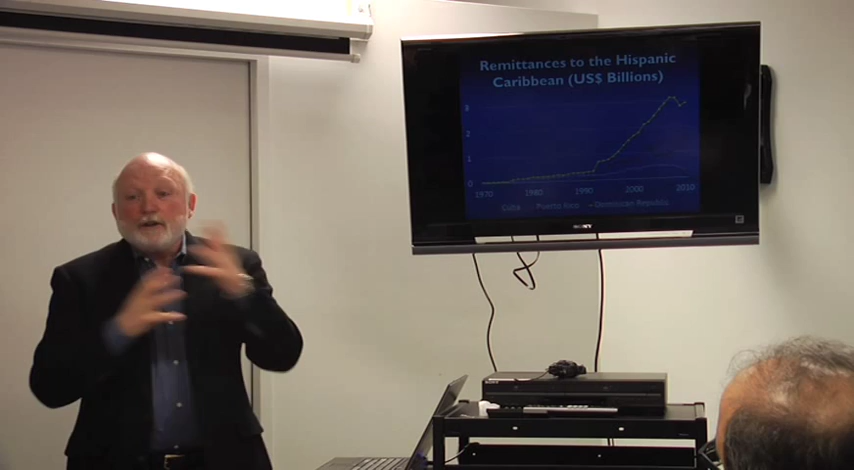 Remittances to the Hispanic
Caribbean (US$ Billions)
3
2
1
0
1970 1980 1990 2000 2010
Cuba Puerto Rico Dominican Republic
SONY